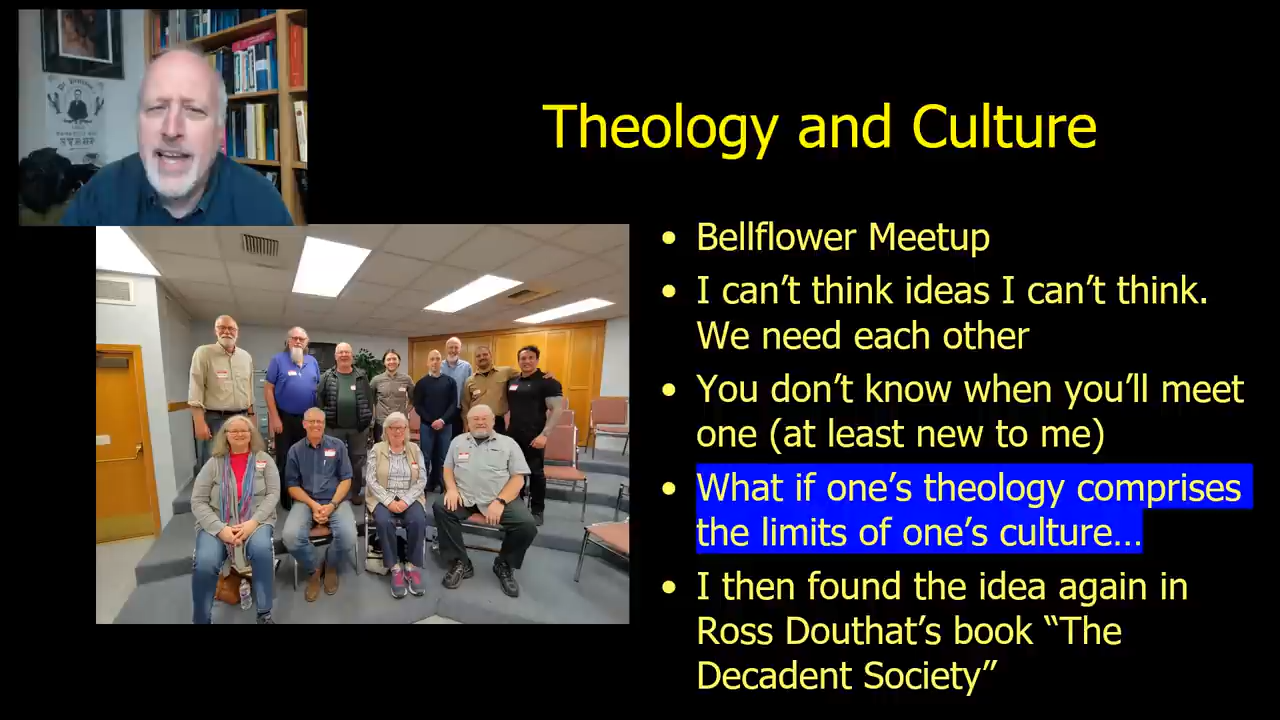 Theology and Culture
• Bellflower Meetup
• I can’t think ideas I can’t think.
We need each other
• You don’t know when you’ll meet
one (at least new to me)
• What if one’s theology comprises
the limits of one’s culture…
• I then found the idea again in
Ross Douthat’s book “The
Decadent Society”